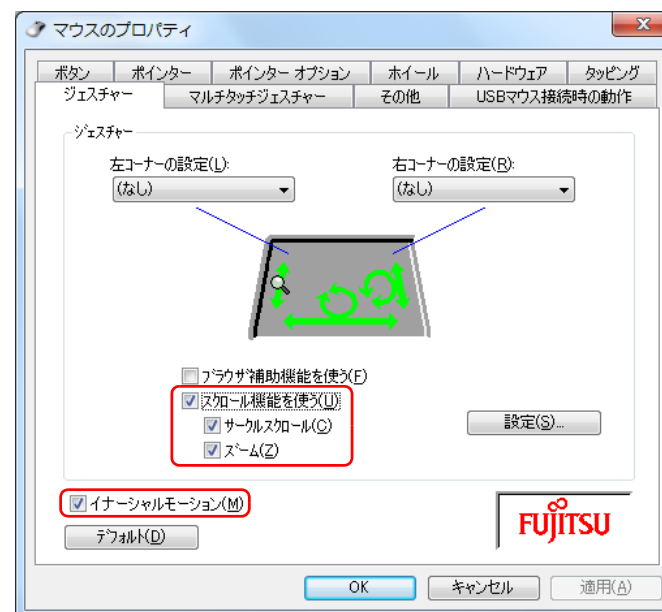 マウスのプロパティ
ボタン ポインター ポインター オプション ホイール ハードウェア タッピング
ジェスチャー マルチタッチジェスチャー その他 USBマウス接続時の動作
ジェスチャー
左コーナーの設定(L): 右コーナーの設定(R):
(なし) (なし)
ブラウザ補助機能を使う(F)
スクロール機能を使う(U)
サークルスクロール(C) 設定(S)...
ズーム(Z)
イナーシャルモーション(M)
デフォルト(D) FUJITSU
OK キャンセル 適用(A)